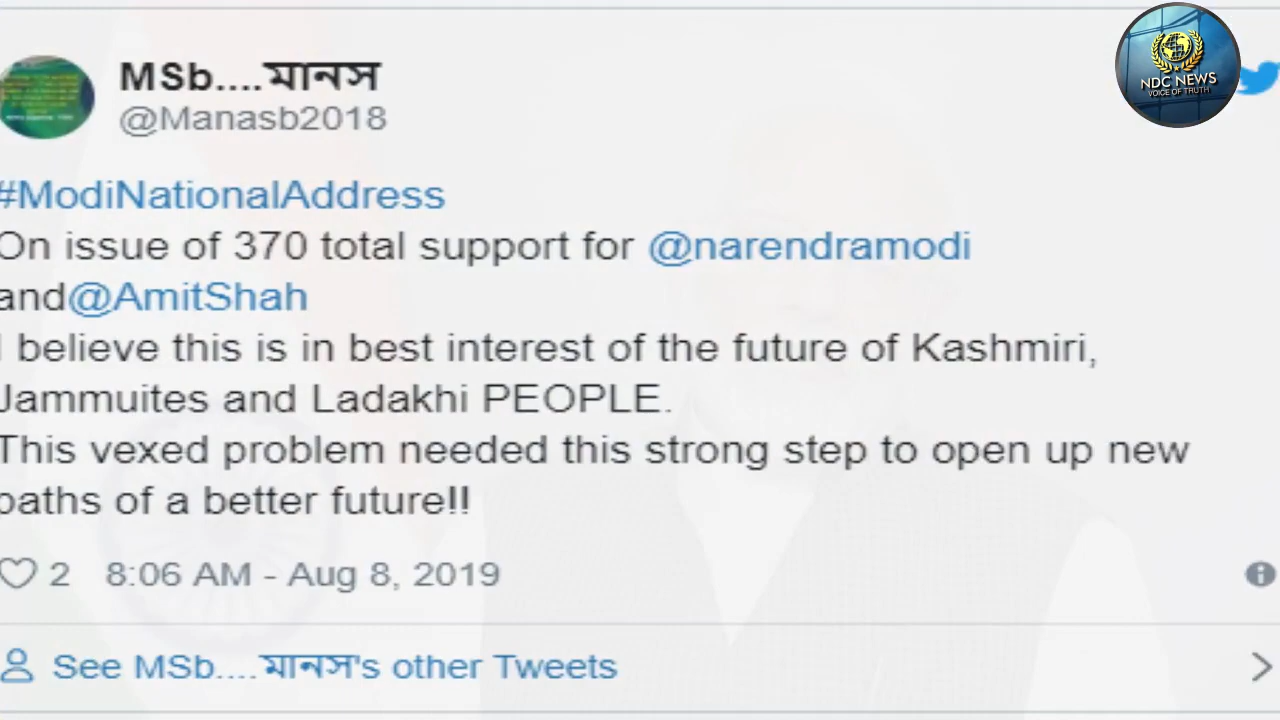 MSb....মানস
@Manasb2018
NDC NEWS
VOICE OF TRUTH
#ModiNationalAddress
On issue of 370 total support for @narendramodi
and@AmitShah
I believe this is in best interest of the future of Kashmiri,
Jammuites and Ladakhi PEOPLE.
This vexed problem needed this strong step to open up new
paths of a better future!!
2 8:06 AM - Aug 8, 2019
See MSb....মানস's other Tweets